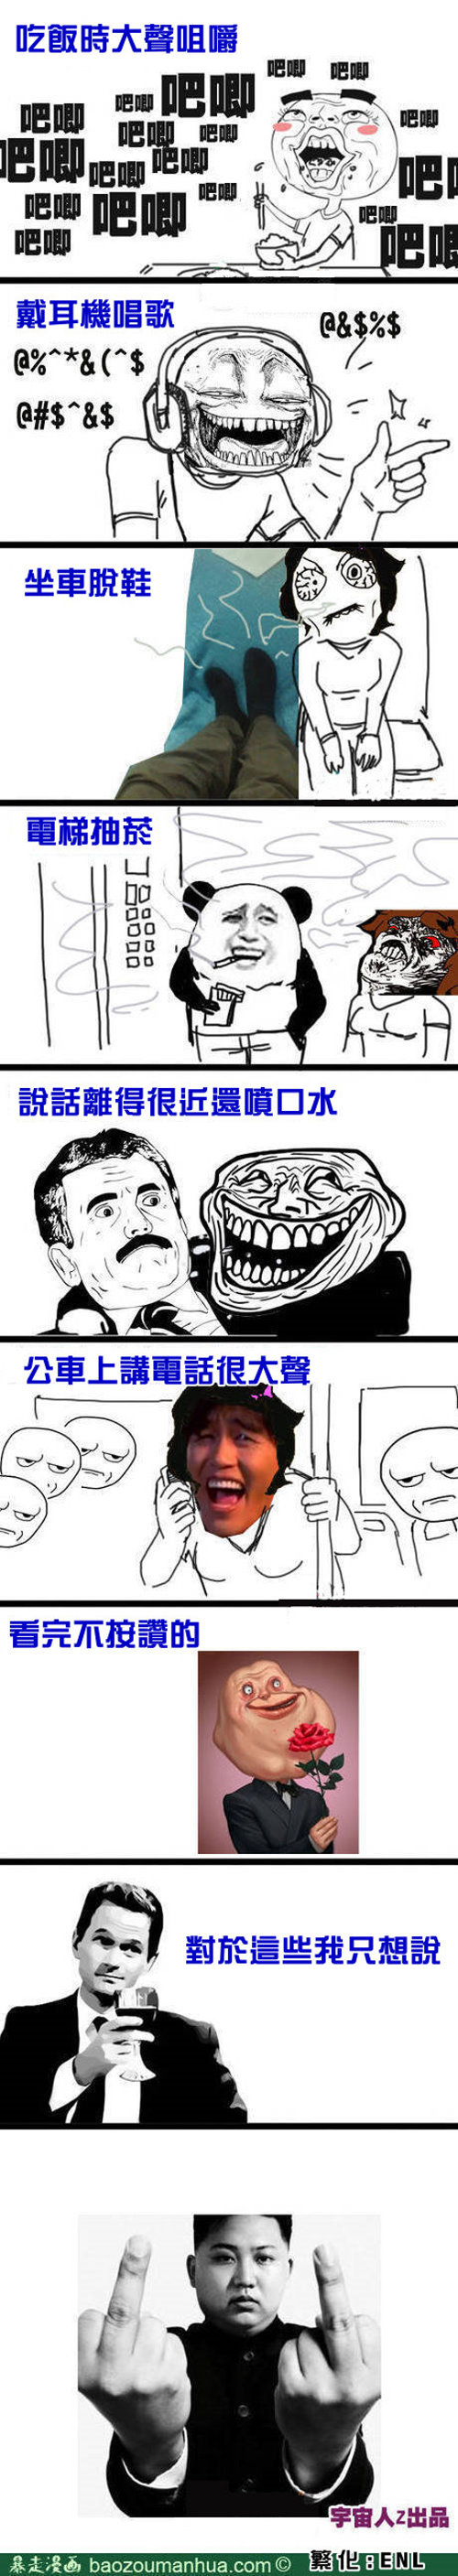 吃飯時大聲咀嚼
吧唧 吧唧
吧唧 吧唧 吧唧 吧唧
吧唧 吧唧 吧唧
吧唧 吧唧 吧唧
吧唧 吧唧
吧唧 吧唧 吧唧
吧唧 吧唧
戴耳機唱歌
@&$%$
@%^*&(^$
@#$^&$
坐車脫鞋
電梯抽菸
說話離得很近還噴口水
公車上講電話很大聲
看完不按讚的
對於這些我只想說
宇宙人Z出品
暴走漫画 baozoumanhua.com © 繁化:ENL